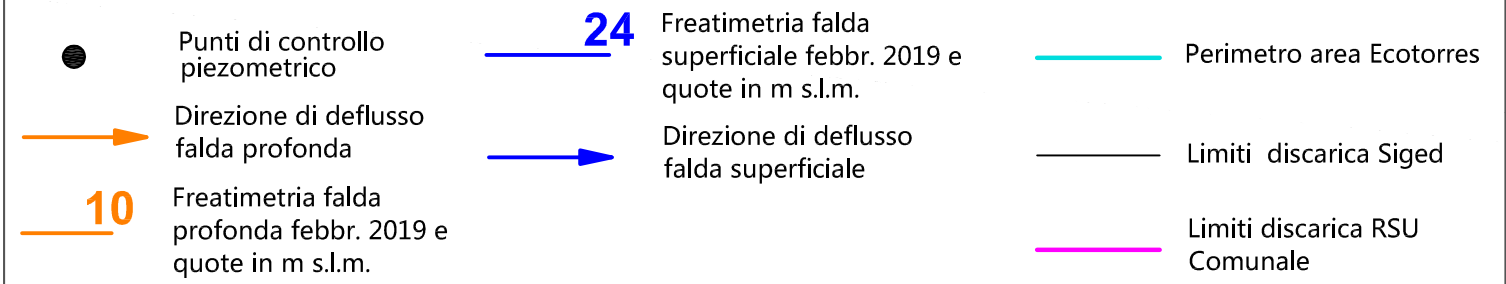 Punti di controllo
piezometrico
Direzione di deflusso
falda profonda
10
Freatimetria falda
profonda febbr. 2019 e
quote in m s.l.m.
24
Freatimetria falda
superficiale febbr. 2019 e
quote in m s.l.m.
Direzione di deflusso
falda superficiale
Perimetro area Ecotorres
Limiti discarica Siged
Limiti discarica RSU
Comunale